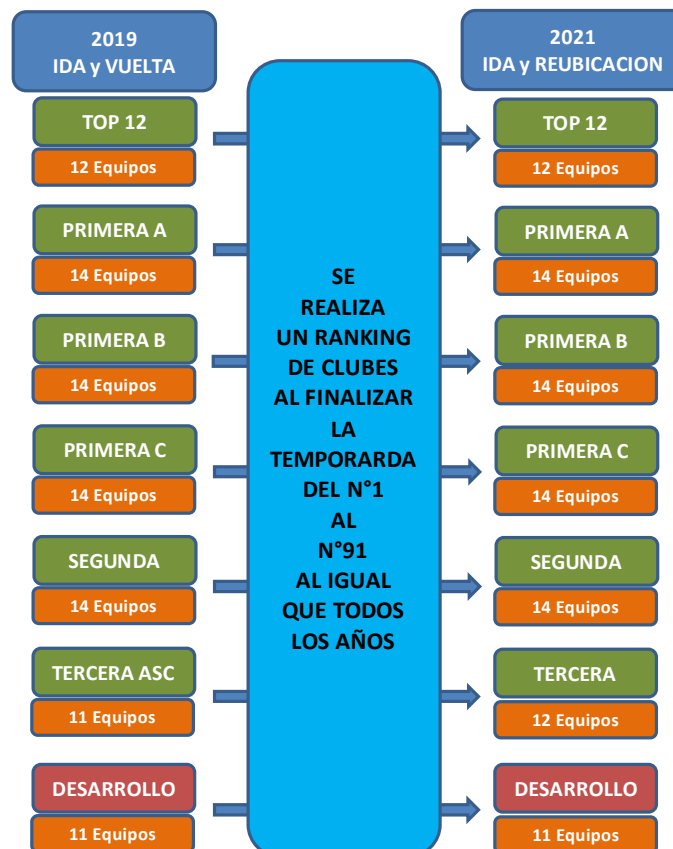 2019
IDA y VUELTA
TOP 12
12 Equipos
PRIMERA A
14 Equipos
PRIMERA B
14 Equipos
PRIMERA C
14 Equipos
SEGUNDA
14 Equipos
TERCERA ASC
11 Equipos
DESARROLLO
11 Equipos
SE
REALIZA
UN RANKING
DE CLUBES
AL FINALIZAR
LA
TEMPORARDA
DEL N°1
AL
N°91
AL IGUAL
QUE TODOS
LOS AÑOS
2021
IDA y REUBICACION
TOP 12
12 Equipos
PRIMERA A
14 Equipos
PRIMERA B
14 Equipos
PRIMERA C
14 Equipos
SEGUNDA
14 Equipos
TERCERA
12 Equipos
DESARROLLO
11 Equipos